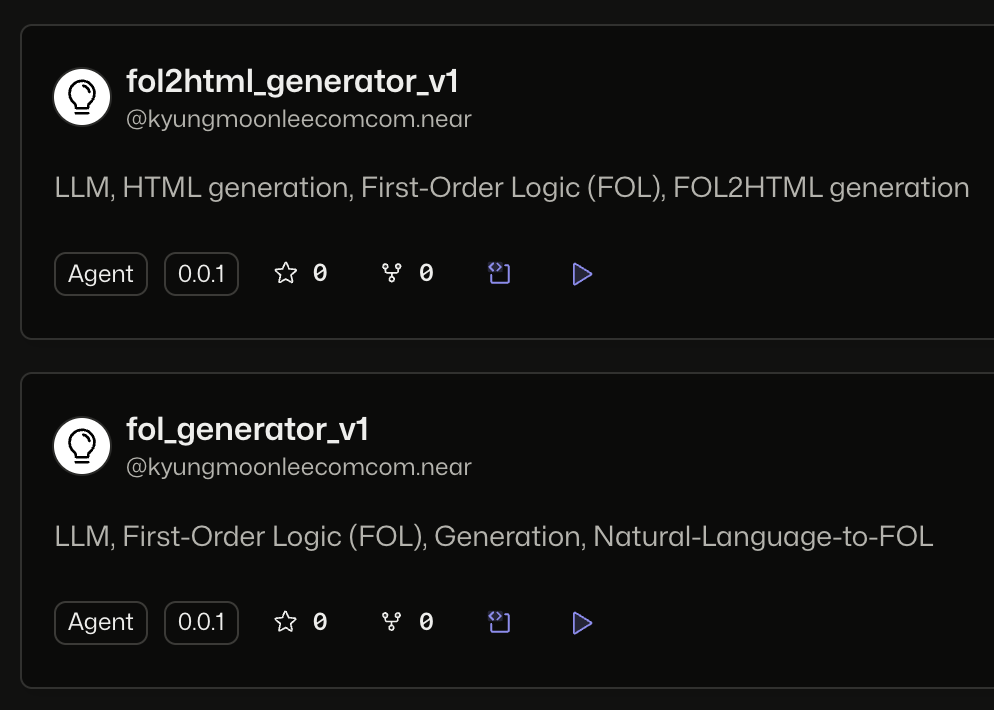 fol2html_generator_v1
@kyungmoonleecomcom.near
LLM, HTML generation, First-Order Logic (FOL), FOL2HTML generation
Agent 0.0.1 0 0
fol_generator_v1
@kyungmoonleecomcom.near
LLM, First-Order Logic (FOL), Generation, Natural-Language-to-FOL
Agent 0.0.1 0 0